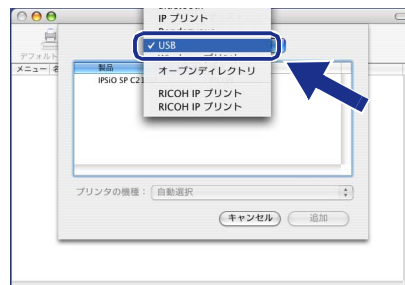 IP プリント
USB
オープンディレクトリ
RICOH IP プリント
RICOH IP プリント
デフォルト
メニュー 名
製品
IPSiO SP C21
プリンタの機種： 自動選択
キャンセル 追加